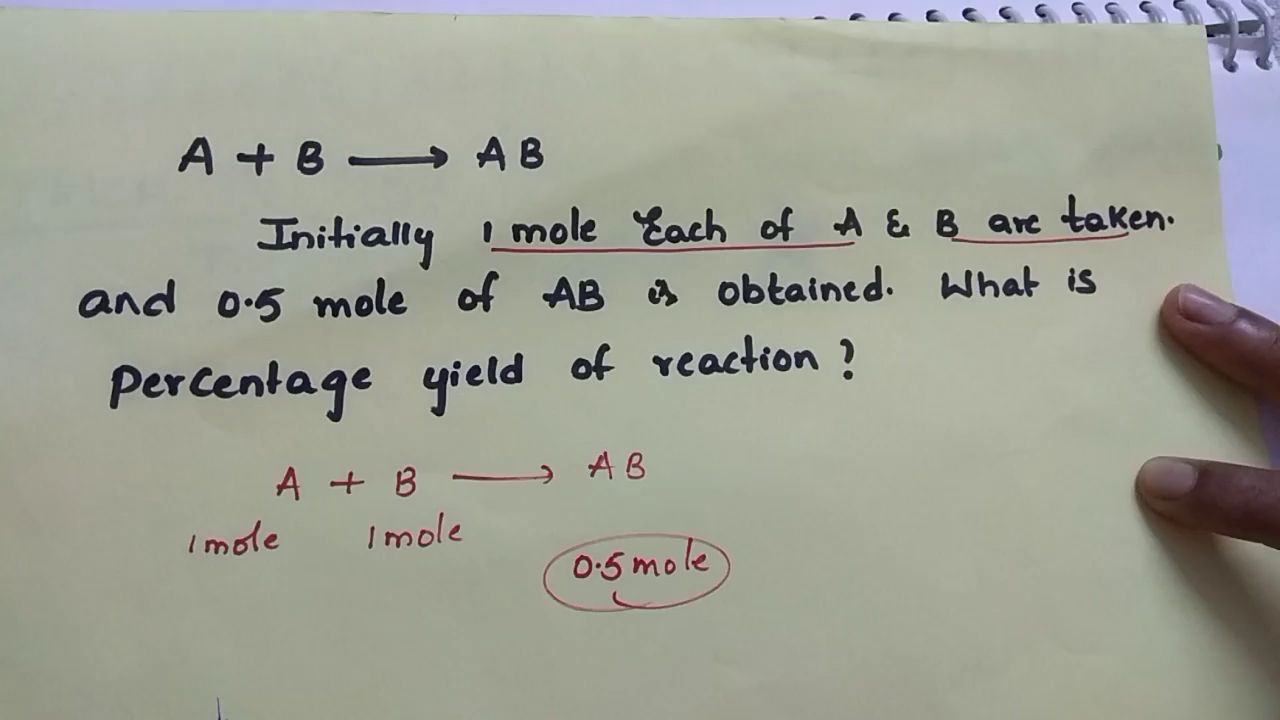 A + B ⟶ AB
Initially 1 mole Each of A & B are taken.
and 0.5 mole of AB is obtained. What is
Percentage yield of reaction?
A + B ⟶ AB
1mole 1mole
0.5mole